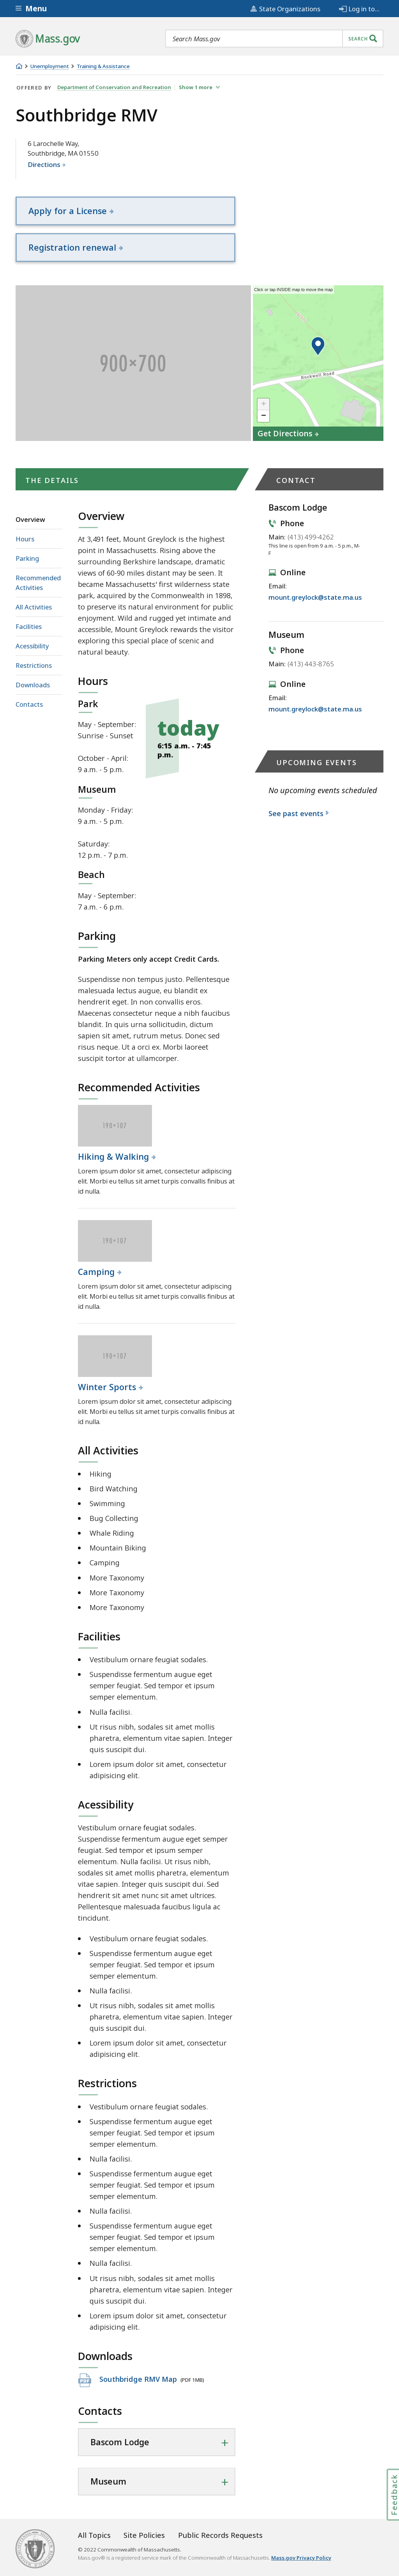 Menu
State Organizations
Log in to...
Mass.gov
Search Mass.gov
SEARCH
Unemployment
Training & Assistance
OFFERED BY Department of Conservation and Recreation Show 1 more
Southbridge RMV
6 Larochelle Way,
Southbridge, MA 01550
Directions
Apply for a License
Registration renewal
900×700
Click or tap INSIDE map to move the map
Rockwell Road
+
−
Get Directions
THE DETAILS
Overview
Hours
Parking
Recommended
Activities
All Activities
Facilities
Acessibility
Restrictions
Downloads
Contacts
Overview
At 3,491 feet, Mount Greylock is the highest
point in Massachusetts. Rising above the
surrounding Berkshire landscape, dramatic
views of 60-90 miles distant may be seen. It
became Massachusetts' first wilderness state
park, acquired by the Commonwealth in 1898,
to preserve its natural environment for public
enjoyment. Wild and rugged yet intimate and
accessible, Mount Greylock rewards the visitor
exploring this special place of scenic and
natural beauty.
Hours
Park
May - September:
Sunrise - Sunset
October - April:
9 a.m. - 5 p.m.
today
6:15 a.m. - 7:45
p.m.
Museum
Monday - Friday:
9 a.m. - 5 p.m.
Saturday:
12 p.m. - 7 p.m.
Beach
May - September:
7 a.m. - 6 p.m.
Parking
Parking Meters only accept Credit Cards.
Suspendisse non tempus justo. Pellentesque
malesuada lectus augue, eu blandit ex
hendrerit eget. In non convallis eros.
Maecenas consectetur neque a nibh faucibus
blandit. In quis urna sollicitudin, dictum
sapien sit amet, rutrum metus. Donec sed
risus neque. Ut a orci ex. Morbi laoreet
suscipit tortor at ullamcorper.
Recommended Activities
190×107
Hiking & Walking
Lorem ipsum dolor sit amet, consectetur adipiscing
elit. Morbi eu tellus sit amet turpis convallis finibus at
id nulla.
190×107
Camping
Lorem ipsum dolor sit amet, consectetur adipiscing
elit. Morbi eu tellus sit amet turpis convallis finibus at
id nulla.
190×107
Winter Sports
Lorem ipsum dolor sit amet, consectetur adipiscing
elit. Morbi eu tellus sit amet turpis convallis finibus at
id nulla.
All Activities
Hiking
Bird Watching
Swimming
Bug Collecting
Whale Riding
Mountain Biking
Camping
More Taxonomy
More Taxonomy
More Taxonomy
Facilities
Vestibulum ornare feugiat sodales.
Suspendisse fermentum augue eget
semper feugiat. Sed tempor et ipsum
semper elementum.
Nulla facilisi.
Ut risus nibh, sodales sit amet mollis
pharetra, elementum vitae sapien. Integer
quis suscipit dui.
Lorem ipsum dolor sit amet, consectetur
adipisicing elit.
Acessibility
Vestibulum ornare feugiat sodales.
Suspendisse fermentum augue eget semper
feugiat. Sed tempor et ipsum semper
elementum. Nulla facilisi. Ut risus nibh,
sodales sit amet mollis pharetra, elementum
vitae sapien. Integer quis suscipit dui. Sed
hendrerit sit amet nunc sit amet ultrices.
Pellentesque malesuada faucibus ligula ac
tincidunt.
Vestibulum ornare feugiat sodales.
Suspendisse fermentum augue eget
semper feugiat. Sed tempor et ipsum
semper elementum.
Nulla facilisi.
Ut risus nibh, sodales sit amet mollis
pharetra, elementum vitae sapien. Integer
quis suscipit dui.
Lorem ipsum dolor sit amet, consectetur
adipisicing elit.
Restrictions
Vestibulum ornare feugiat sodales.
Suspendisse fermentum augue eget
semper feugiat. Sed tempor et ipsum
semper elementum.
Nulla facilisi.
Suspendisse fermentum augue eget
semper feugiat. Sed tempor et ipsum
semper elementum.
Nulla facilisi.
Suspendisse fermentum augue eget
semper feugiat. Sed tempor et ipsum
semper elementum.
Nulla facilisi.
Ut risus nibh, sodales sit amet mollis
pharetra, elementum vitae sapien. Integer
quis suscipit dui.
Lorem ipsum dolor sit amet, consectetur
adipisicing elit.
Downloads
PDF Southbridge RMV Map (PDF 1MB)
Contacts
Bascom Lodge
Museum
CONTACT
Bascom Lodge
Phone
Main: (413) 499-4262
This line is open from 9 a.m. - 5 p.m., M-
F
Online
Email:
mount.greylock@state.ma.us
Museum
Phone
Main: (413) 443-8765
Online
Email:
mount.greylock@state.ma.us
UPCOMING EVENTS
No upcoming events scheduled
See past events
Feedback
All Topics
Site Policies
Public Records Requests
© 2022 Commonwealth of Massachusetts.
Mass.gov® is a registered service mark of the Commonwealth of Massachusetts. Mass.gov Privacy Policy